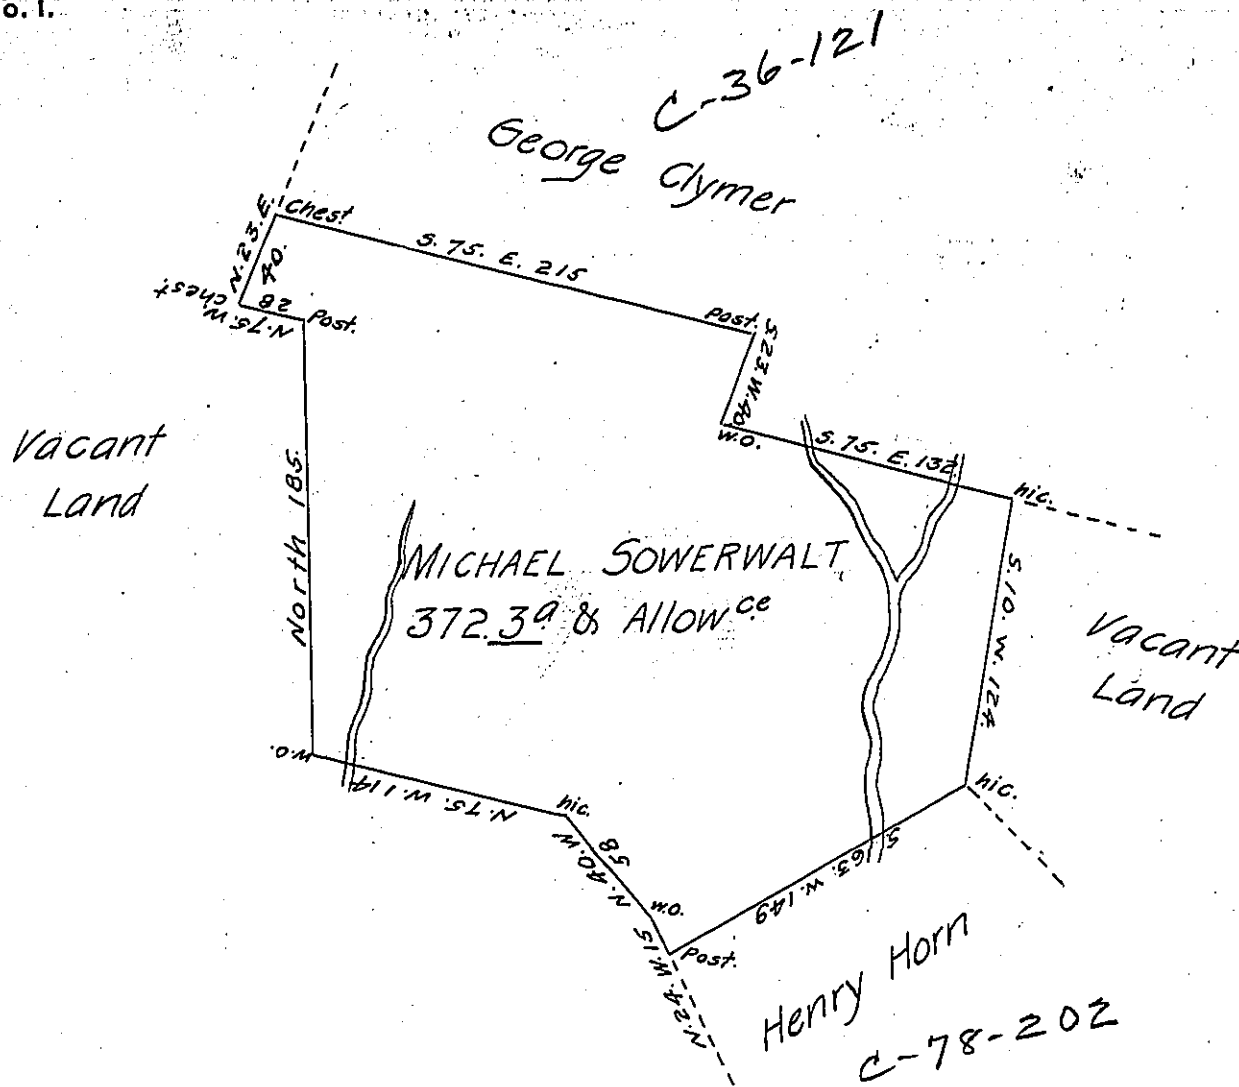 o. 1.
C-36-121
George Clymer
Chest
N. 23. E. 40.
S. 75. E. 215
Chest
N. 75. W. 28
Post.
Post.
S. 23. W. 40
W.O.
S. 75. E. 132
hic.
Vacant
Land
North 185.
MICHAEL SOWERWALT
372.3a & Allowce
S. 10. W. 124.
Vacant
Land
W.O.
N. 75. W. 114
hic.
hic.
N. 40. W 58
S. 63. W. 149
W.O.
N. 24. W. 15
Post.
Henry Horn
C-78-202